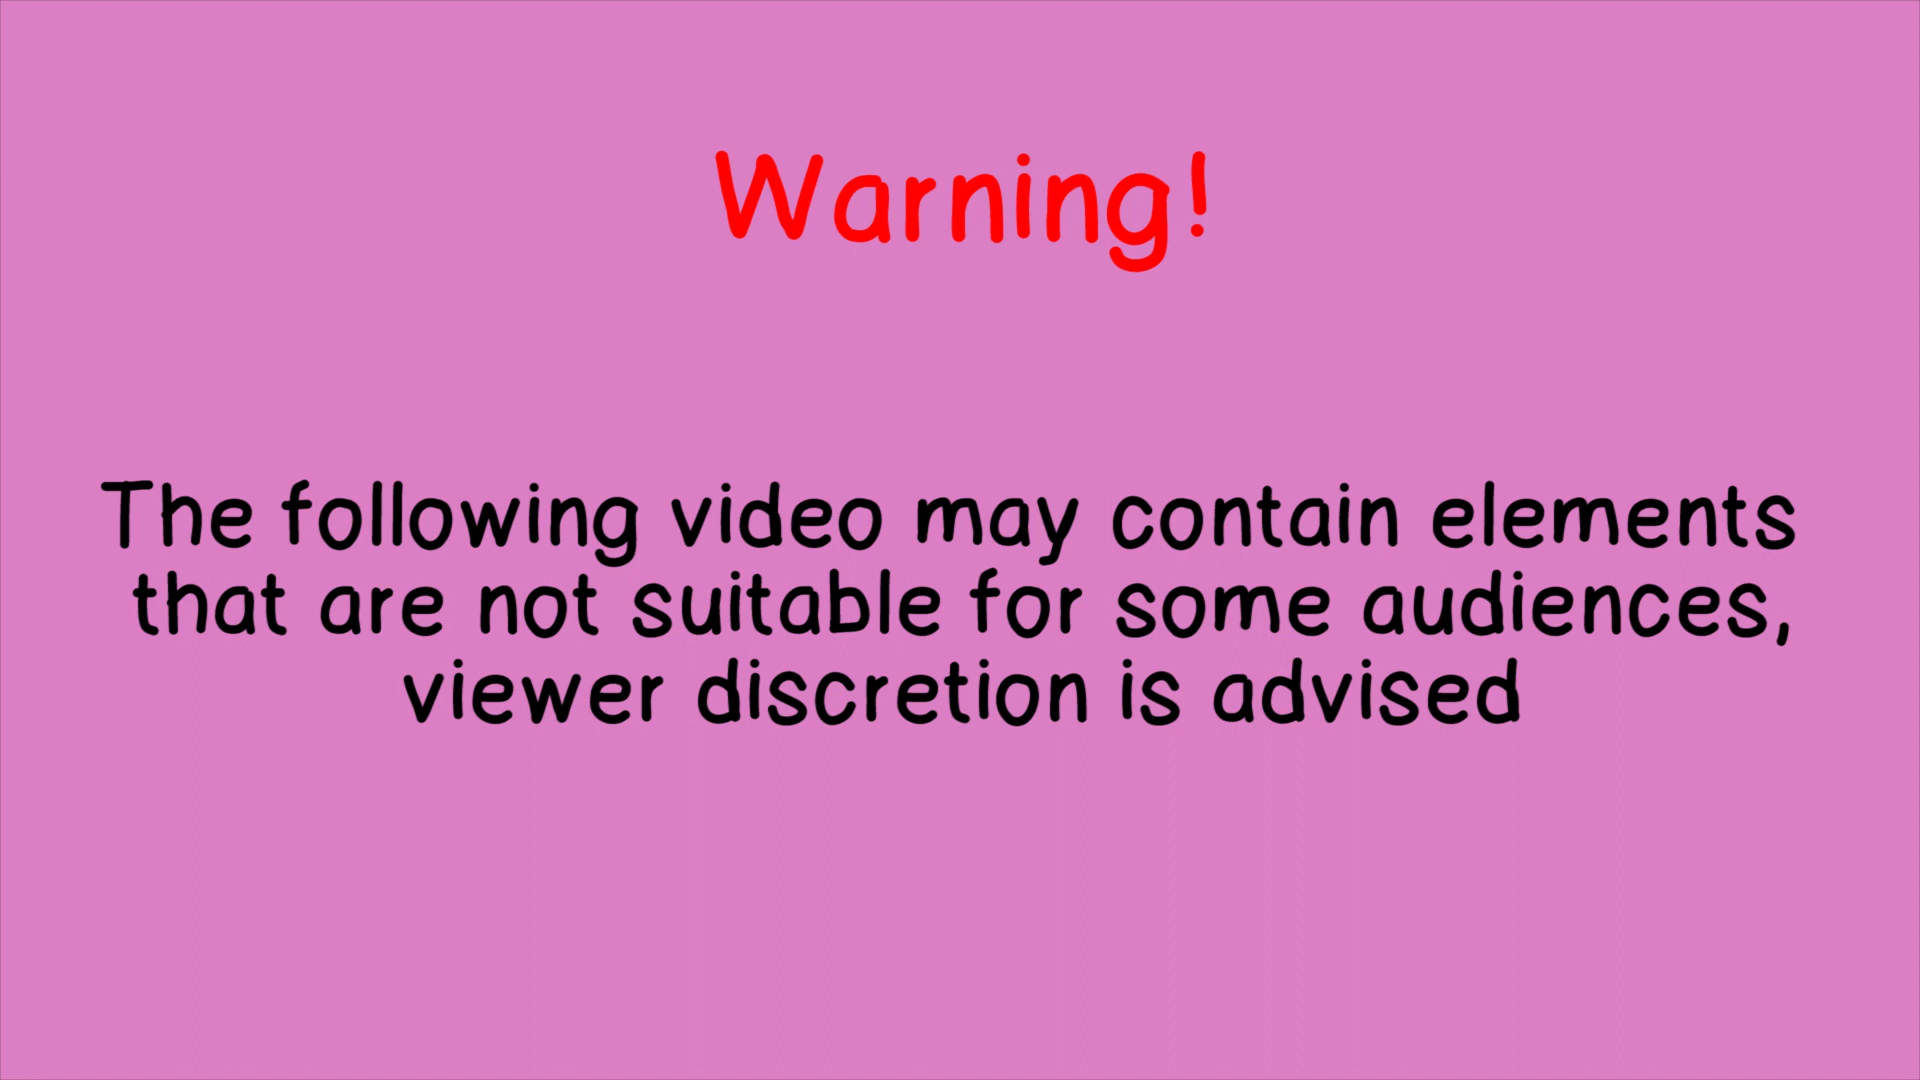 Warning!
The following video may contain elements
that are not suitable for some audiences,
viewer discretion is advised